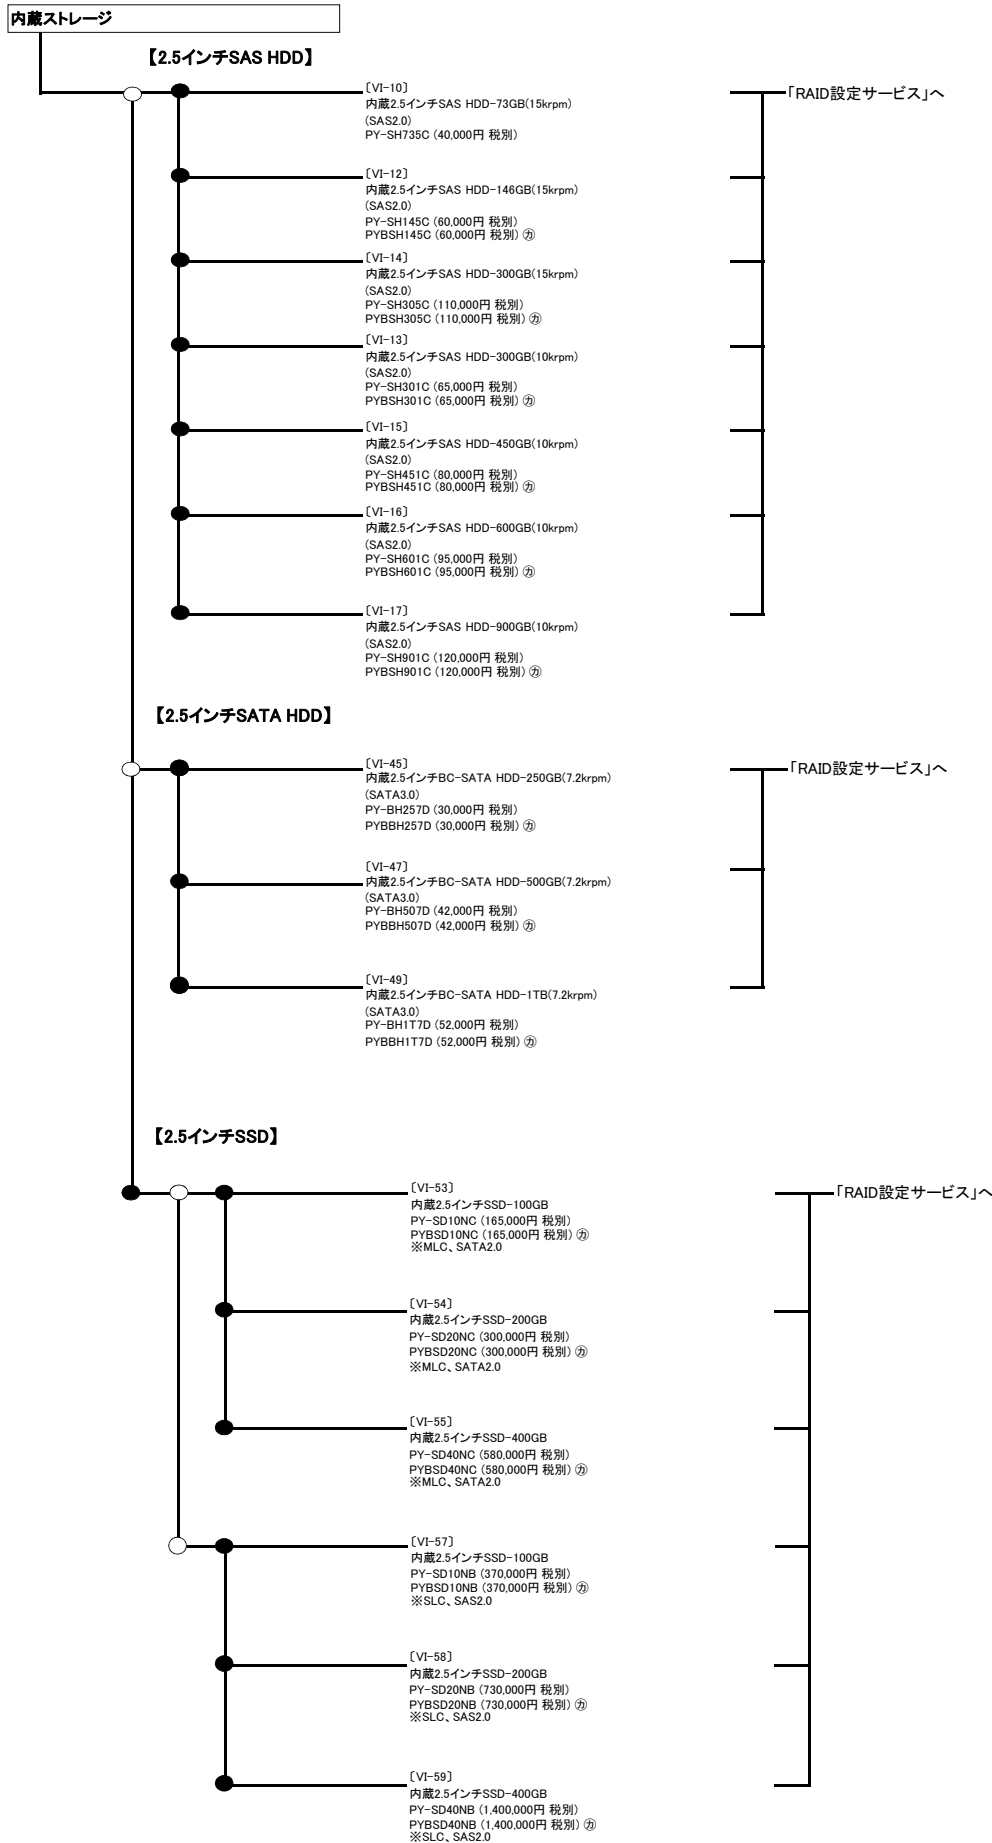 内蔵ストレージ
【2.5インチSAS HDD】
〔VI-10〕
内蔵2.5インチSAS HDD-73GB(15krpm)
(SAS2.0)
PY-SH735C (40,000円 税別)
「RAID設定サービス」へ
〔VI-12〕
内蔵2.5インチSAS HDD-146GB(15krpm)
(SAS2.0)
PY-SH145C (60,000円 税別)
PYBSH145C (60,000円 税別) ㋕
〔VI-14〕
内蔵2.5インチSAS HDD-300GB(15krpm)
(SAS2.0)
PY-SH305C (110,000円 税別)
PYBSH305C (110,000円 税別) ㋕
〔VI-13〕
内蔵2.5インチSAS HDD-300GB(10krpm)
(SAS2.0)
PY-SH301C (65,000円 税別)
PYBSH301C (65,000円 税別) ㋕
〔VI-15〕
内蔵2.5インチSAS HDD-450GB(10krpm)
(SAS2.0)
PY-SH451C (80,000円 税別)
PYBSH451C (80,000円 税別) ㋕
〔VI-16〕
内蔵2.5インチSAS HDD-600GB(10krpm)
(SAS2.0)
PY-SH601C (95,000円 税別)
PYBSH601C (95,000円 税別) ㋕
〔VI-17〕
内蔵2.5インチSAS HDD-900GB(10krpm)
(SAS2.0)
PY-SH901C (120,000円 税別)
PYBSH901C (120,000円 税別) ㋕
【2.5インチSATA HDD】
〔VI-45〕
内蔵2.5インチBC-SATA HDD-250GB(7.2krpm)
(SATA3.0)
PY-BH257D (30,000円 税別)
PYBBH257D (30,000円 税別) ㋕
「RAID設定サービス」へ
〔VI-47〕
内蔵2.5インチBC-SATA HDD-500GB(7.2krpm)
(SATA3.0)
PY-BH507D (42,000円 税別)
PYBBH507D (42,000円 税別) ㋕
〔VI-49〕
内蔵2.5インチBC-SATA HDD-1TB(7.2krpm)
(SATA3.0)
PY-BH1T7D (52,000円 税別)
PYBBH1T7D (52,000円 税別) ㋕
【2.5インチSSD】
〔VI-53〕
内蔵2.5インチSSD-100GB
PY-SD10NC (165,000円 税別)
PYBSD10NC (165,000円 税別) ㋕
※MLC、SATA2.0
「RAID設定サービス」へ
〔VI-54〕
内蔵2.5インチSSD-200GB
PY-SD20NC (300,000円 税別)
PYBSD20NC (300,000円 税別) ㋕
※MLC、SATA2.0
〔VI-55〕
内蔵2.5インチSSD-400GB
PY-SD40NC (580,000円 税別)
PYBSD40NC (580,000円 税別) ㋕
※MLC、SATA2.0
〔VI-57〕
内蔵2.5インチSSD-100GB
PY-SD10NB (370,000円 税別)
PYBSD10NB (370,000円 税別) ㋕
※SLC、SAS2.0
〔VI-58〕
内蔵2.5インチSSD-200GB
PY-SD20NB (730,000円 税別)
PYBSD20NB (730,000円 税別) ㋕
※SLC、SAS2.0
〔VI-59〕
内蔵2.5インチSSD-400GB
PY-SD40NB (1,400,000円 税別)
PYBSD40NB (1,400,000円 税別) ㋕
※SLC、SAS2.0